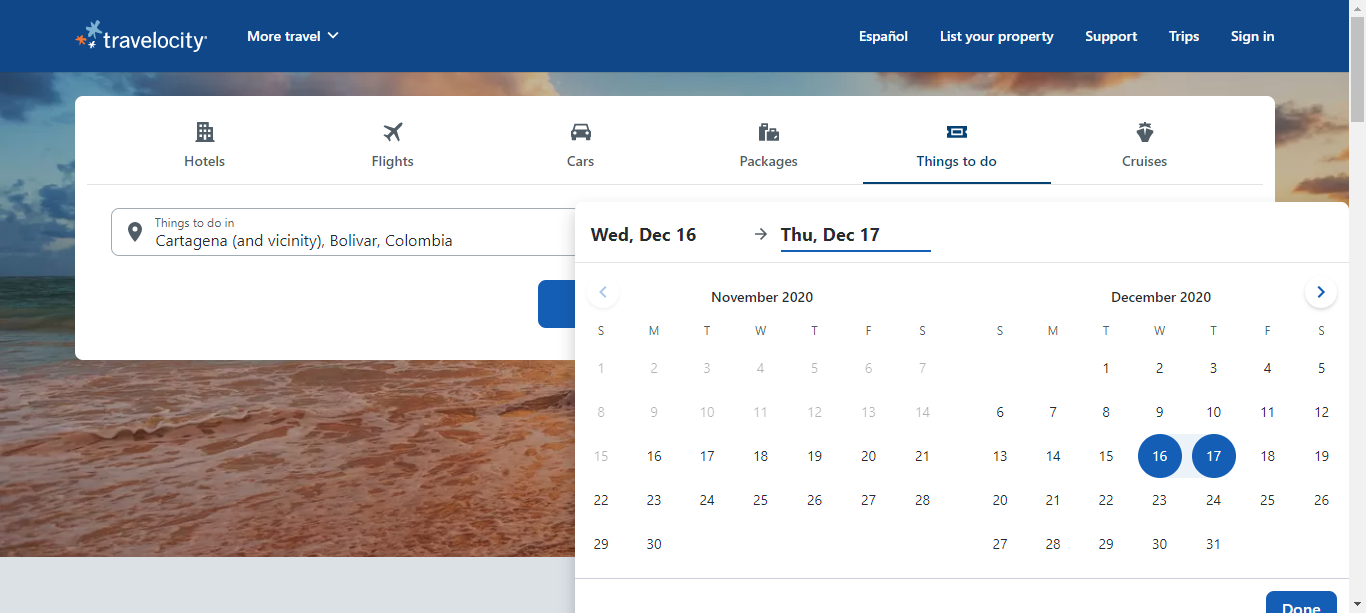 travelocity
More travel
Español
List your property
Support
Trips
Sign in
Hotels
Flights
Cars
Packages
Things to do
Cruises
Things to do in
Cartagena (and vicinity), Bolivar, Colombia
Wed, Dec 16
Thu, Dec 17
November 2020
S M T W T F S
1 2 3 4 5 6 7
8 9 10 11 12 13 14
15 16 17 18 19 20 21
22 23 24 25 26 27 28
29 30
December 2020
S M T W T F S
1 2 3 4 5
6 7 8 9 10 11 12
13 14 15 16 17 18 19
20 21 22 23 24 25 26
27 28 29 30 31
Done